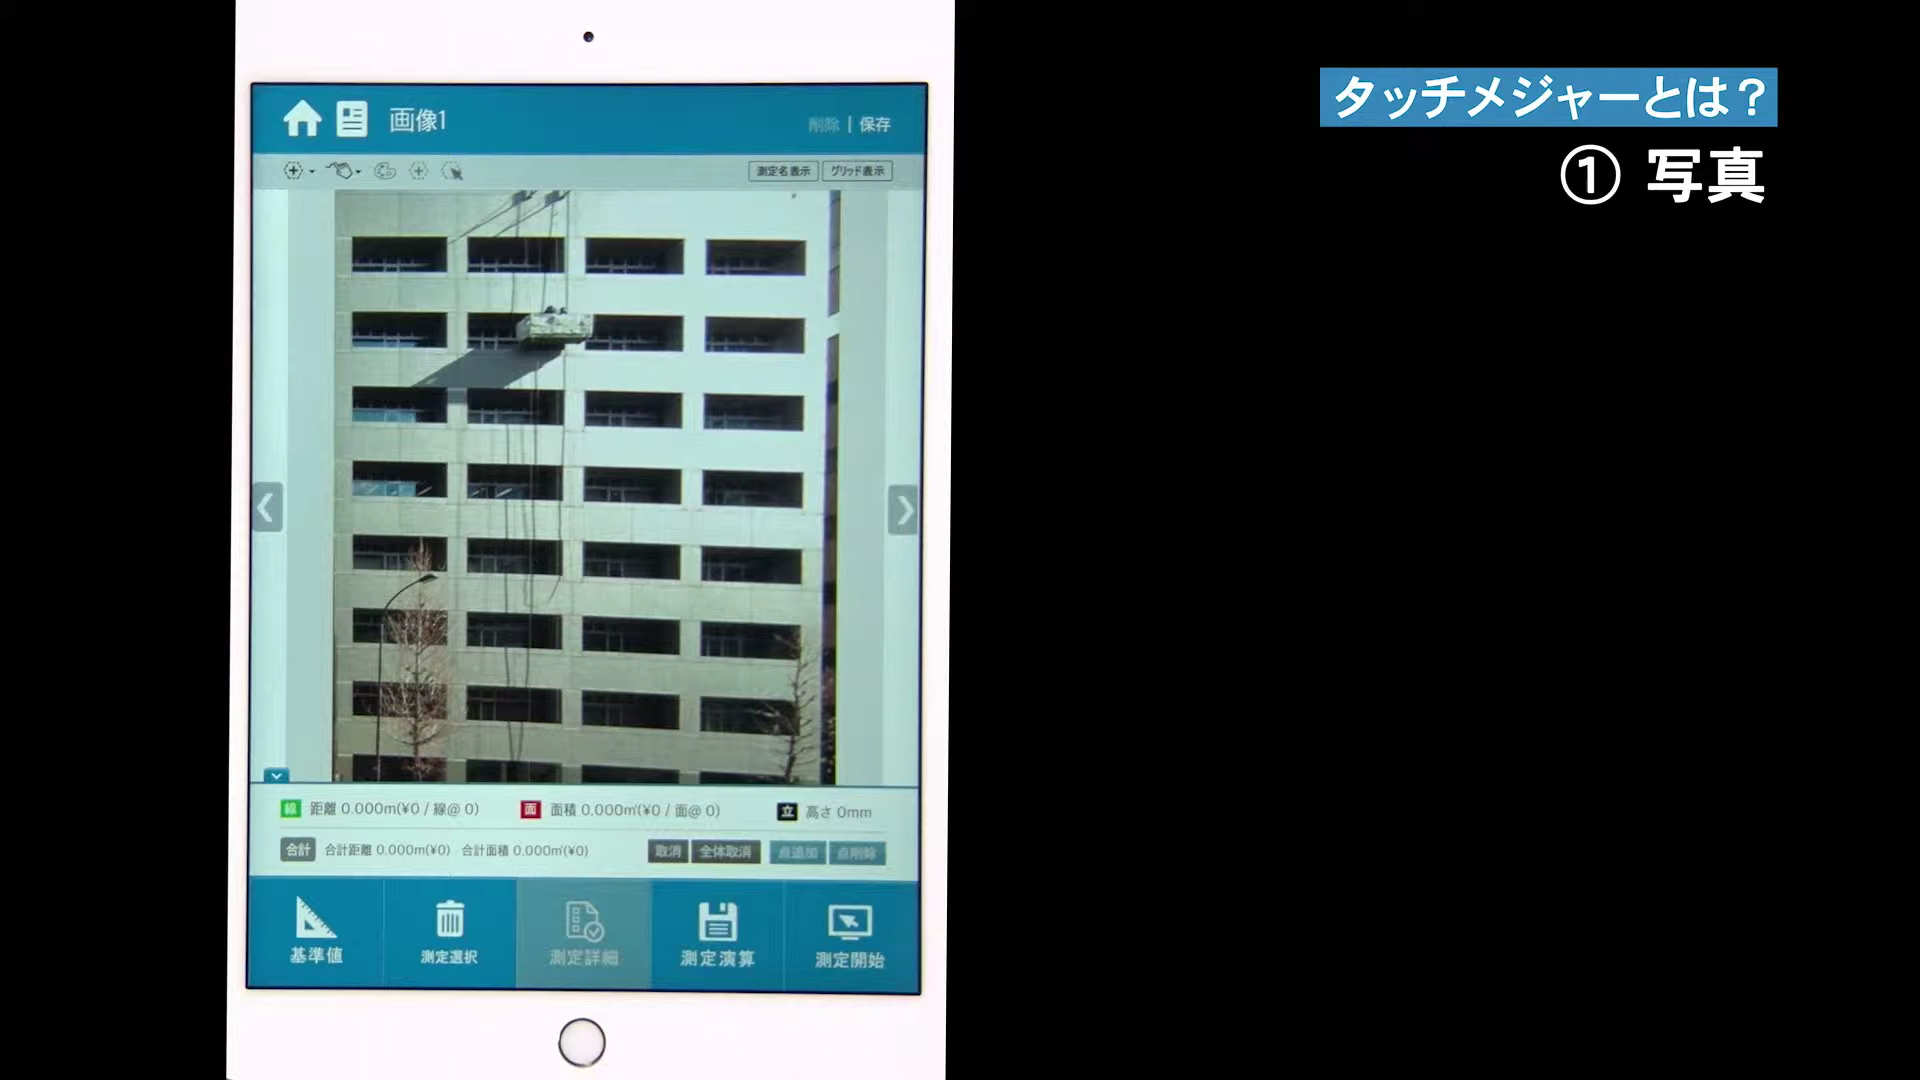 タッチメジャーとは？
① 写真
画像1
削除 | 保存
測定名表示 グリッド表示
線 距離 0.000m(¥0 / 線@ 0) 面 面積 0.000㎡(¥0 / 面@ 0) 立 高さ 0mm
合計 合計距離 0.000m(¥0) 合計面積 0.000㎡(¥0) 取消 全体取消 点追加 点削除
基準値 測定選択 測定詳細 測定演算 測定開始